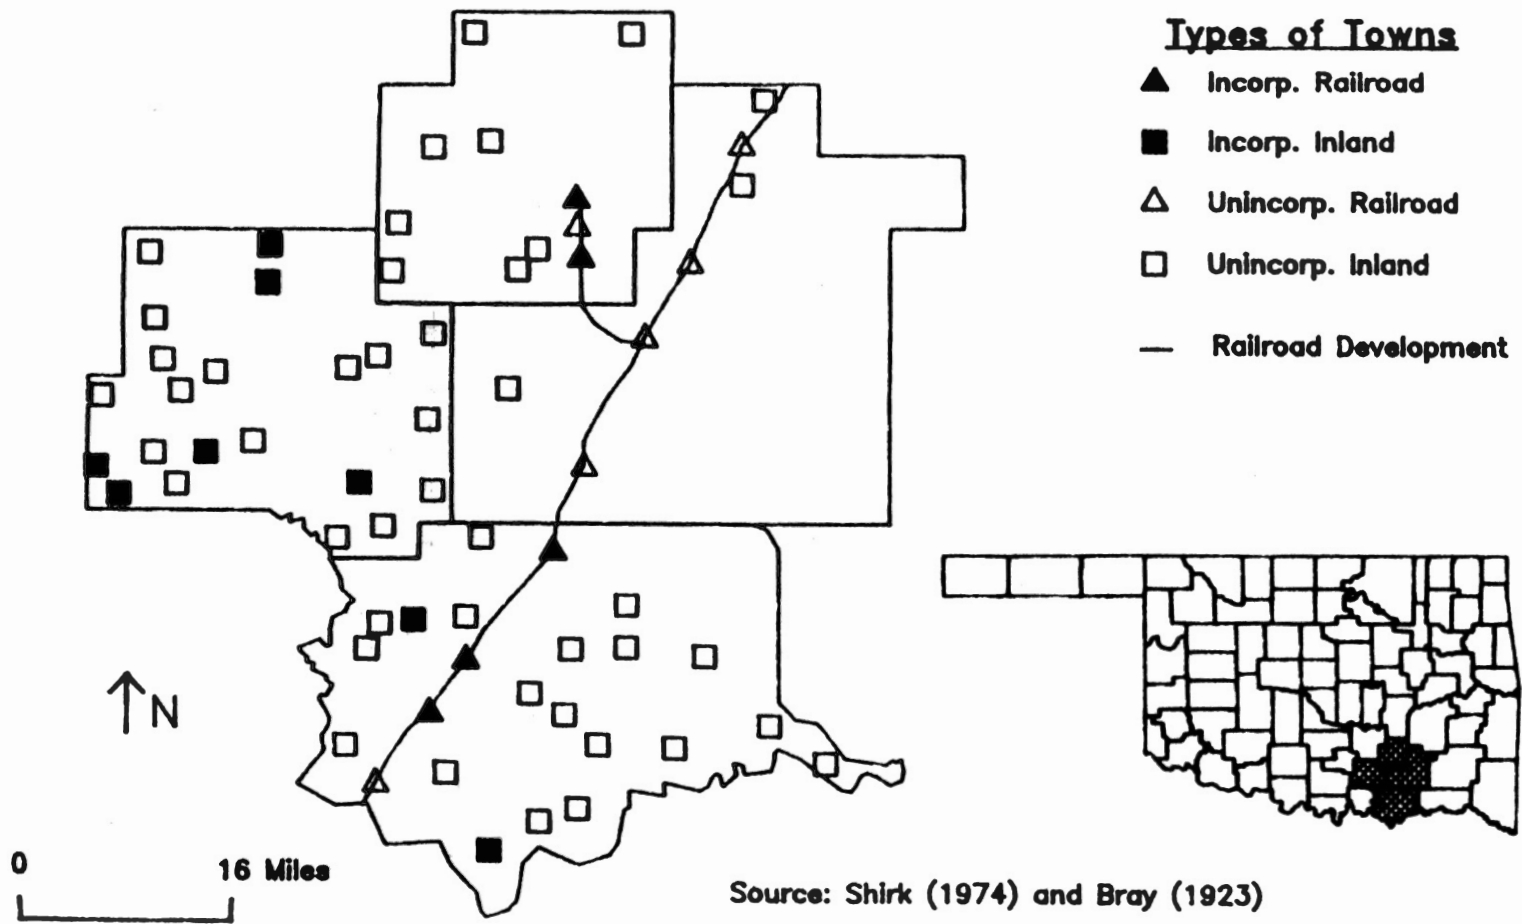 Types of Towns
Incorp. Railroad
Incorp. Inland
Unincorp. Railroad
Unincorp. Inland
Railroad Development
N
0
16 Miles
Source: Shirk (1974) and Bray (1923)